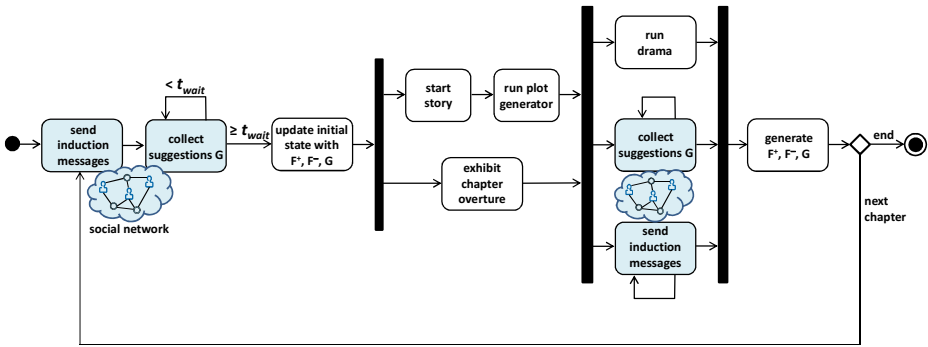 send
induction
messages
< t_wait
collect
suggestions G
≥ t_wait
social network
update initial
state with
F⁺, F⁻, G
start
story
run plot
generator
exhibit
chapter
overture
run
drama
collect
suggestions G
send
induction
messages
generate
F⁺, F⁻, G
end
next
chapter